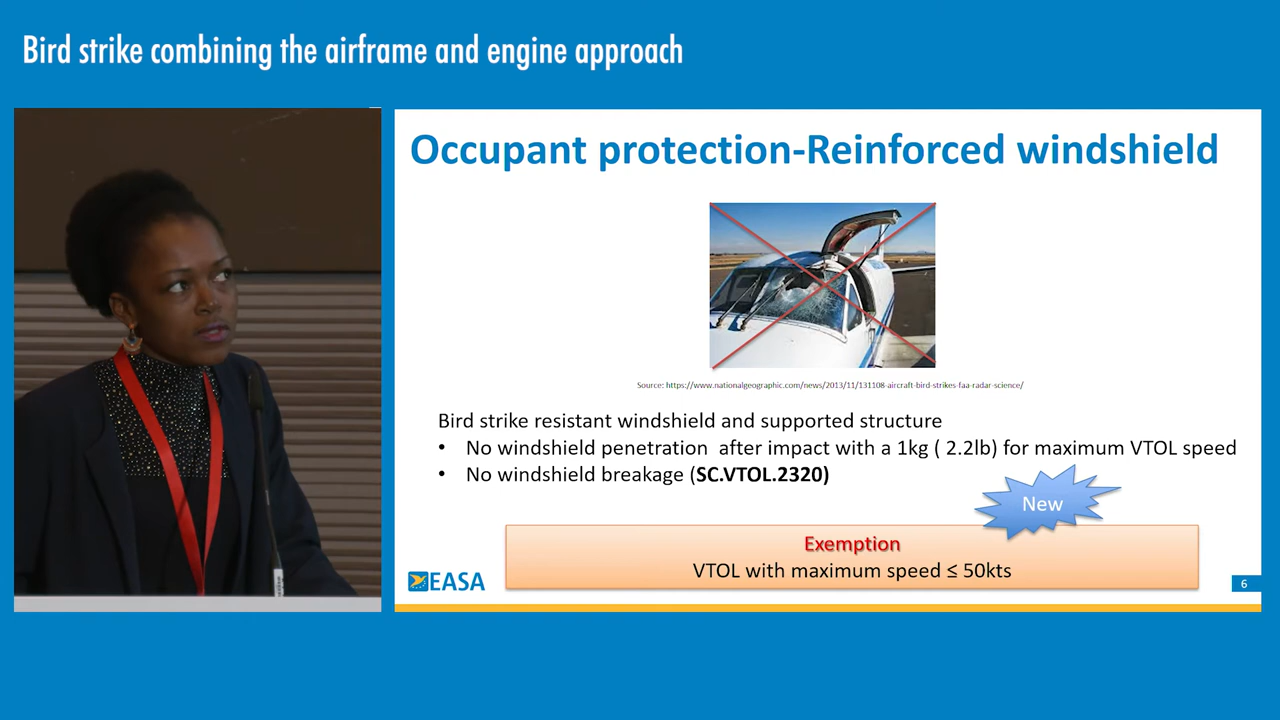 Bird strike combining the airframe and engine approach
Occupant protection-Reinforced windshield
Source: https://www.nationalgeographic.com/news/2013/11/131108-aircraft-bird-strikes-faa-radar-science/
Bird strike resistant windshield and supported structure
• No windshield penetration after impact with a 1kg ( 2.2lb) for maximum VTOL speed
• No windshield breakage (SC.VTOL.2320)
New
Exemption
VTOL with maximum speed ≤ 50kts
EASA
6